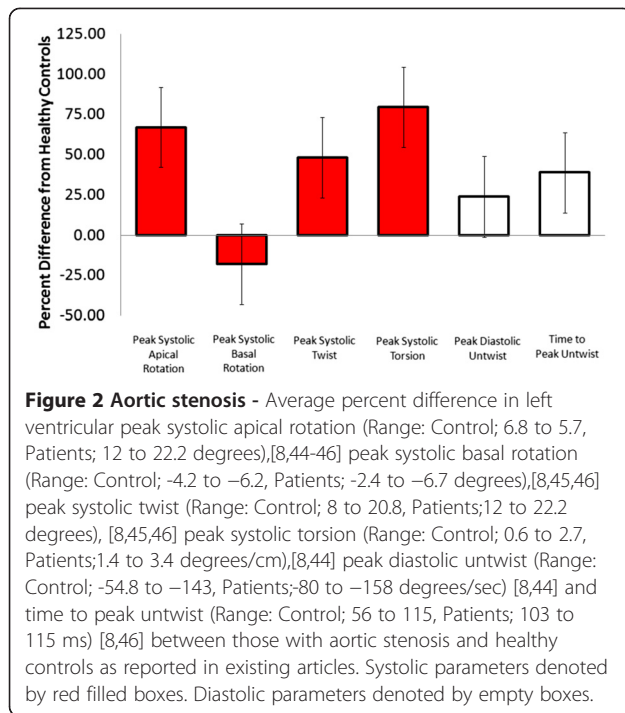 125.00
100.00
75.00
50.00
25.00
0.00
-25.00
-50.00
Percent Difference from Healthy Controls
Peak Systolic Apical Rotation
Peak Systolic Basal Rotation
Peak Systolic Twist
Peak Systolic Torsion
Peak Diastolic Untwist
Time to Peak Untwist
Figure 2 Aortic stenosis - Average percent difference in left
ventricular peak systolic apical rotation (Range: Control; 6.8 to 5.7,
Patients; 12 to 22.2 degrees),[8,44-46] peak systolic basal rotation
(Range: Control; -4.2 to −6.2, Patients; -2.4 to −6.7 degrees),[8,45,46]
peak systolic twist (Range: Control; 8 to 20.8, Patients;12 to 22.2
degrees), [8,45,46] peak systolic torsion (Range: Control; 0.6 to 2.7,
Patients;1.4 to 3.4 degrees/cm),[8,44] peak diastolic untwist (Range:
Control; -54.8 to −143, Patients;-80 to −158 degrees/sec) [8,44] and
time to peak untwist (Range: Control; 56 to 115, Patients; 103 to
115 ms) [8,46] between those with aortic stenosis and healthy
controls as reported in existing articles. Systolic parameters denoted
by red filled boxes. Diastolic parameters denoted by empty boxes.